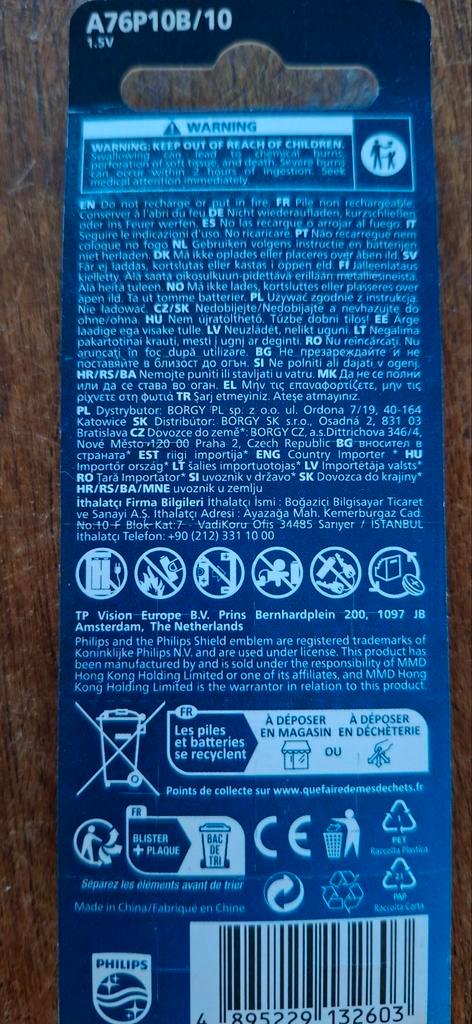 A76P10B/10
1.5V
WARNING
WARNING: KEEP OUT OF REACH OF CHILDREN.
Swallowing can lead to chemical burns,
perforation of soft tissue, and death. Severe burns
can occur within 2 hours of ingestion. Seek
medical attention immediately.
EN Do not recharge or put in fire. FR Pile non rechargeable.
Conserver à l'abri du feu DE Nicht wiederaufladen, kurzschließen
oder ins Feuer werfen. ES No las recargue o arrojar al fuego. IT
Seguire le indicazioni d'uso. No ricaricare. PT Não recarregue nem
coloque no fogo NL Gebruiken volgens instructie en batterijen
niet herladen. DK Må ikke oplades eller placeres over åben ild. SV
Får ej laddas, kortslutas eller kastas i öppen eld. FI Jälleenlataus
kielletty. Älä saata oikosulkuun-pidettävä erillään metalliesineistä.
Älä heitä tuleen. NO Må ikke lades, kortsluttes eller plasseres over
åpen ild. Ta ut tomme batterier. PL Używać zgodnie z instrukcją.
Nie ładować. CZ/SK Nedobíjejte/Nedobíjajte a nevhazujte do
ohne/ohňa. HU Nem újratölthető. Tűzbe dobni tilos! EE Ärge
laadige ega visake tulle. LV Neuzlādēt, nelikt ugunī. LT Negalima
pakartotinai krauti, mesti į ugnį ar deginti. RO Nu reîncărcați. Nu
aruncați în foc după utilizare. BG Не презареждайте и не
поставяйте в близост до огън. SI Ne polniti ali dajati v ogenj.
HR/RS/BA Nemojte puniti ili stavljati u vatru. MK Да не се полни
или да се става во оган. EL Μην τις επαναφορτίζετε, μην τις
ρίχνετε στη φωτιά TR Şarj etmeyiniz. Ateşe atmayınız.
PL Dystrybutor: BORGY PL sp. z o.o. ul. Ordona 7/19, 40-164
Katowice SK Distribútor: BORGY SK s.r.o., Osadná 2, 831 03
Bratislava CZ Dovozce do země*: BORGY CZ, a.s.Dittrichova 346/4,
Nové Město 120 00 Praha 2, Czech Republic BG вносител в
страната* EST riigi importija* ENG Country Importer * HU
Importőr ország* LT šalies importuotojas* LV Importētāja valsts*
RO Țară Importator* SI uvoznik v državo* SK Dovozca do krajiny*
HR/RS/BA/MNE uvoznik u zemlju
İthalatçı Firma Bilgileri İthalatçı İsmi : Boğaziçi Bilgisayar Ticaret
ve Sanayi A.Ş. İthalatçı Adresi : Ayazağa Mah. Kemerburgaz Cad.
No:10 F Blok Kat:7 - VadiKoru Ofis 34485 Sarıyer / İSTANBUL
İthalatçı Telefon: +90 (212) 331 10 00
TP Vision Europe B.V. Prins Bernhardplein 200, 1097 JB
Amsterdam, The Netherlands
Philips and the Philips Shield emblem are registered trademarks of
Koninklijke Philips N.V. and are used under license. This product has
been manufactured by and is sold under the responsibility of MMD
Hong Kong Holding Limited or one of its affiliates, and MMD Hong
Kong Holding Limited is the warrantor in relation to this product.
FR
Les piles
et batteries
se recyclent
À DÉPOSER
EN MAGASIN
OU
À DÉPOSER
EN DÉCHÈTERIE
Points de collecte sur www.quefairedemesdechets.fr
FR
BLISTER
+ PLAQUE
BAC
DE
TRI
Séparez les éléments avant de trier
CE
1
PET
Raccolta Plastica
21
PAP
Raccolta Carta
Made in China/Fabriqué en Chine
PHILIPS
4 895229 132603